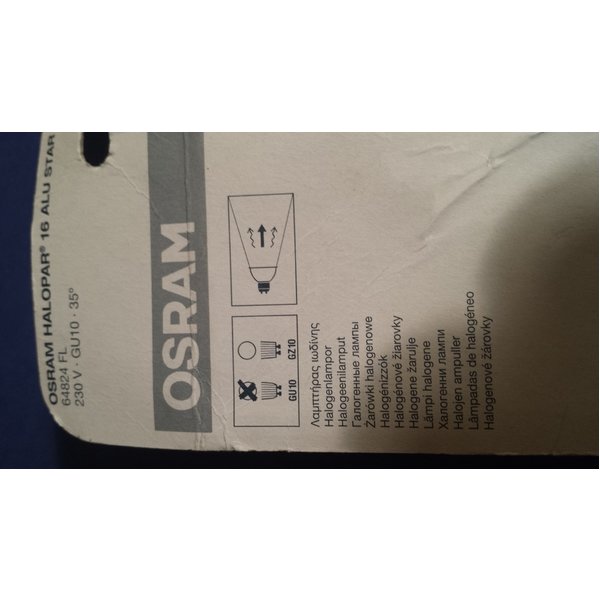 OSRAM HALOPAR® 16 ALU STAR
64824 FL
230 V · GU10 · 35°
OSRAM
GU10 GZ10
Λαμπτήρας ιωδίνης
Halogenlampor
Halogeenilamput
Галогенные лампы
Żarówki halogenowe
Halogénizzók
Halogénové žiarovky
Halogene žarulje
Lámpi halogene
Халогенни лампи
Halojen ampuller
Lâmpadas de halogéneo
Halogenové žárovky